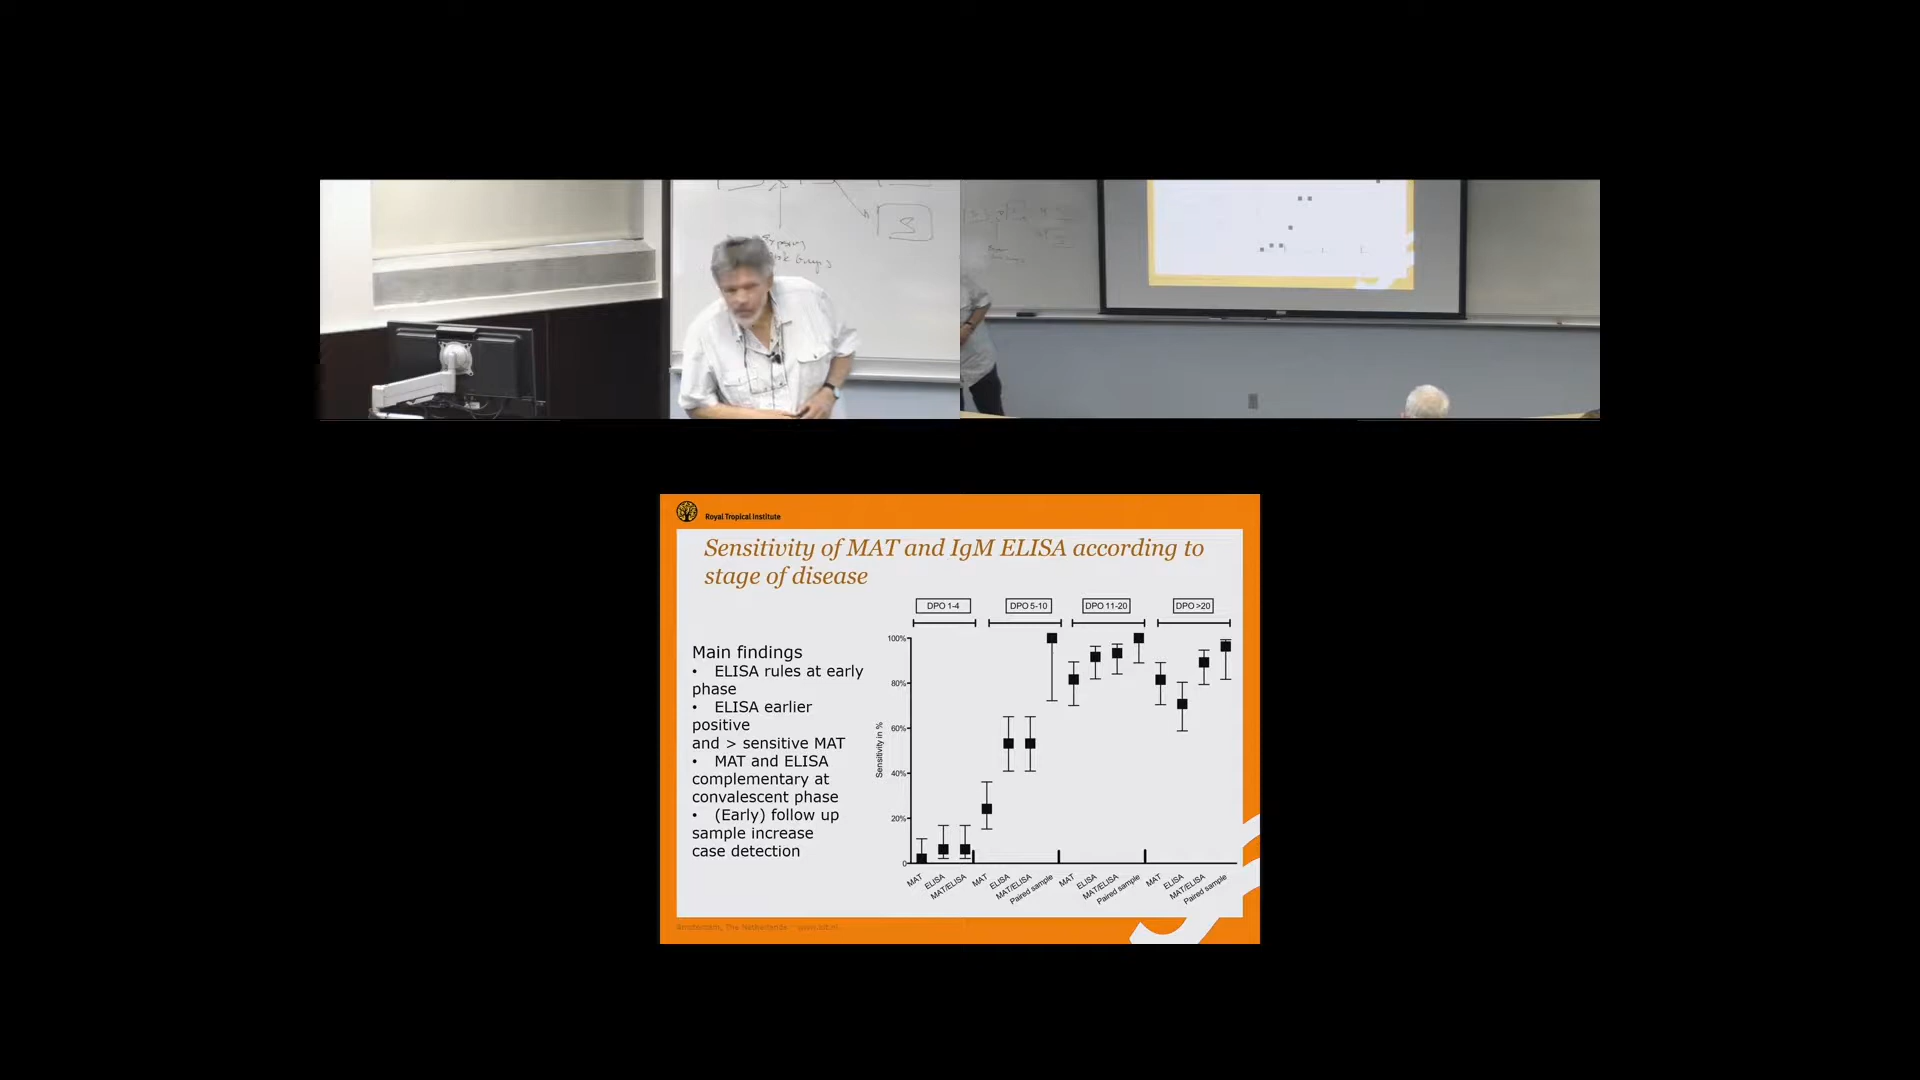 S
Royal Tropical Institute
Sensitivity of MAT and IgM ELISA according to
stage of disease
DPO 1-4
DPO 5-10
DPO 11-20
DPO >20
Main findings
• ELISA rules at early
phase
• ELISA earlier
positive
and > sensitive MAT
• MAT and ELISA
complementary at
convalescent phase
• (Early) follow up
sample increase
case detection
Sensitivity in %
100%
80%
60%
40%
20%
0
MAT
ELISA
MAT/ELISA
MAT
ELISA
MAT/ELISA
Paired sample
MAT
ELISA
MAT/ELISA
Paired sample
MAT
ELISA
MAT/ELISA
Paired sample
Amsterdam, The Netherlands